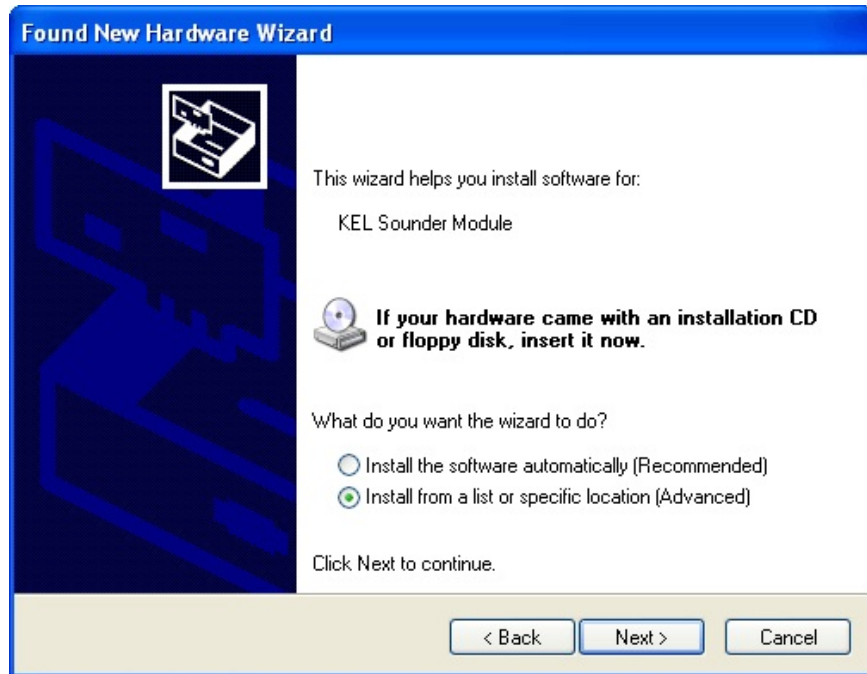 Found New Hardware Wizard
This wizard helps you install software for:
KEL Sounder Module
If your hardware came with an installation CD
or floppy disk, insert it now.
What do you want the wizard to do?
Install the software automatically (Recommended)
Install from a list or specific location (Advanced)
Click Next to continue.
< Back Next > Cancel